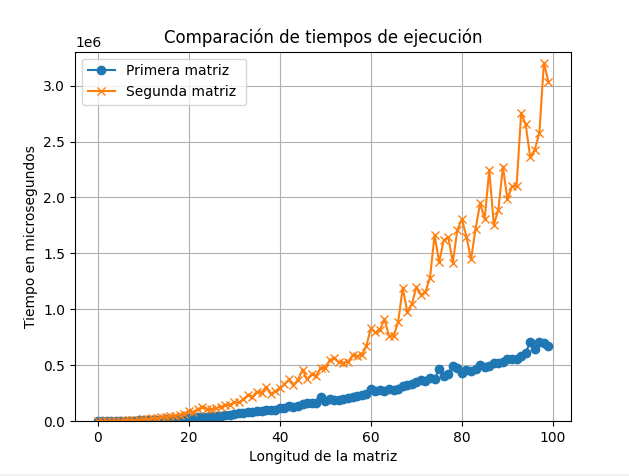 Comparación de tiempos de ejecución
1e6
Primera matriz
Segunda matriz
3.0
2.5
2.0
1.5
1.0
0.5
0.0
Tiempo en microsegundos
0 20 40 60 80 100
Longitud de la matriz